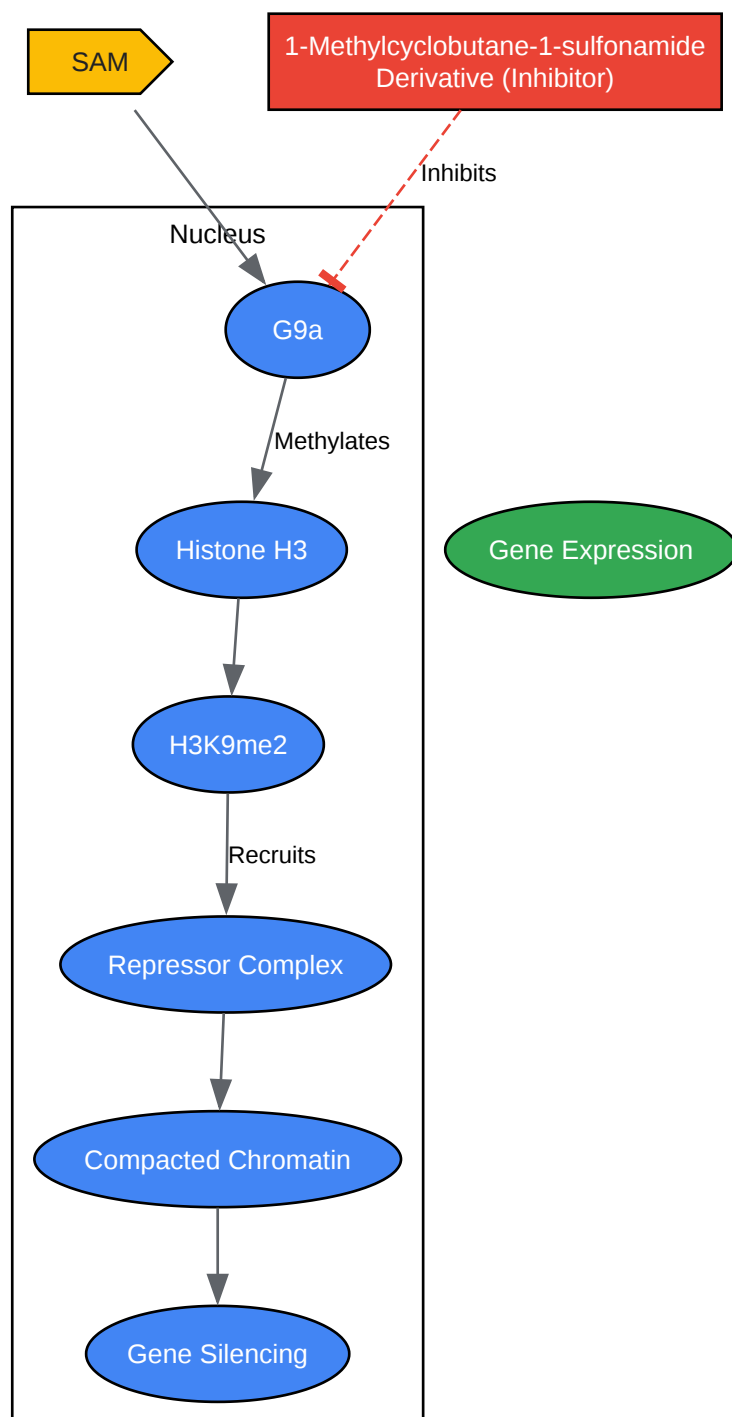 SAM
1-Methylcyclobutane-1-sulfonamide
Derivative (Inhibitor)
Inhibits
Nucleus
G9a
Methylates
Histone H3
Gene Expression
H3K9me2
Recruits
Repressor Complex
Compacted Chromatin
Gene Silencing